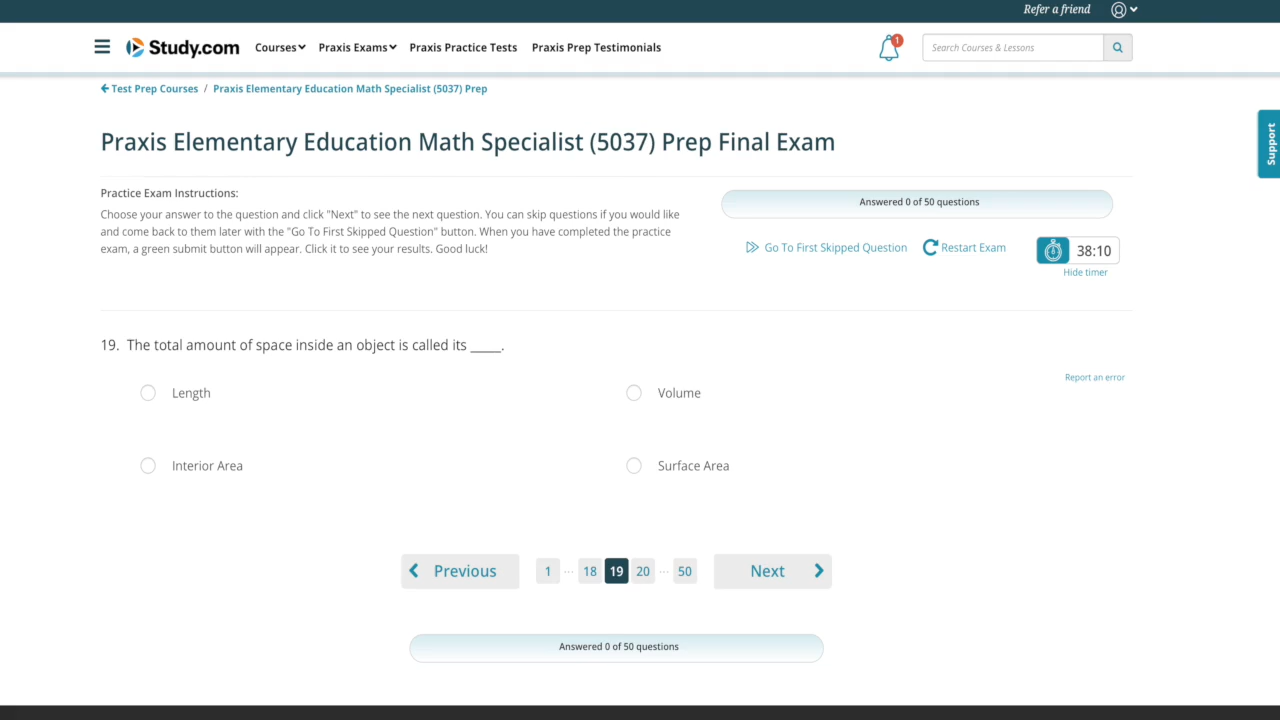 Refer a friend
Study.com Courses Praxis Exams Praxis Practice Tests Praxis Prep Testimonials 1 Search Courses & Lessons
Test Prep Courses / Praxis Elementary Education Math Specialist (5037) Prep
Support
Praxis Elementary Education Math Specialist (5037) Prep Final Exam
Practice Exam Instructions:
Choose your answer to the question and click "Next" to see the next question. You can skip questions if you would like
and come back to them later with the "Go To First Skipped Question" button. When you have completed the practice
exam, a green submit button will appear. Click it to see your results. Good luck!
Answered 0 of 50 questions
Go To First Skipped Question Restart Exam 38:10
Hide timer
19. The total amount of space inside an object is called its _____.
Report an error
Length Volume
Interior Area Surface Area
Previous 1 ... 18 19 20 ... 50 Next
Answered 0 of 50 questions